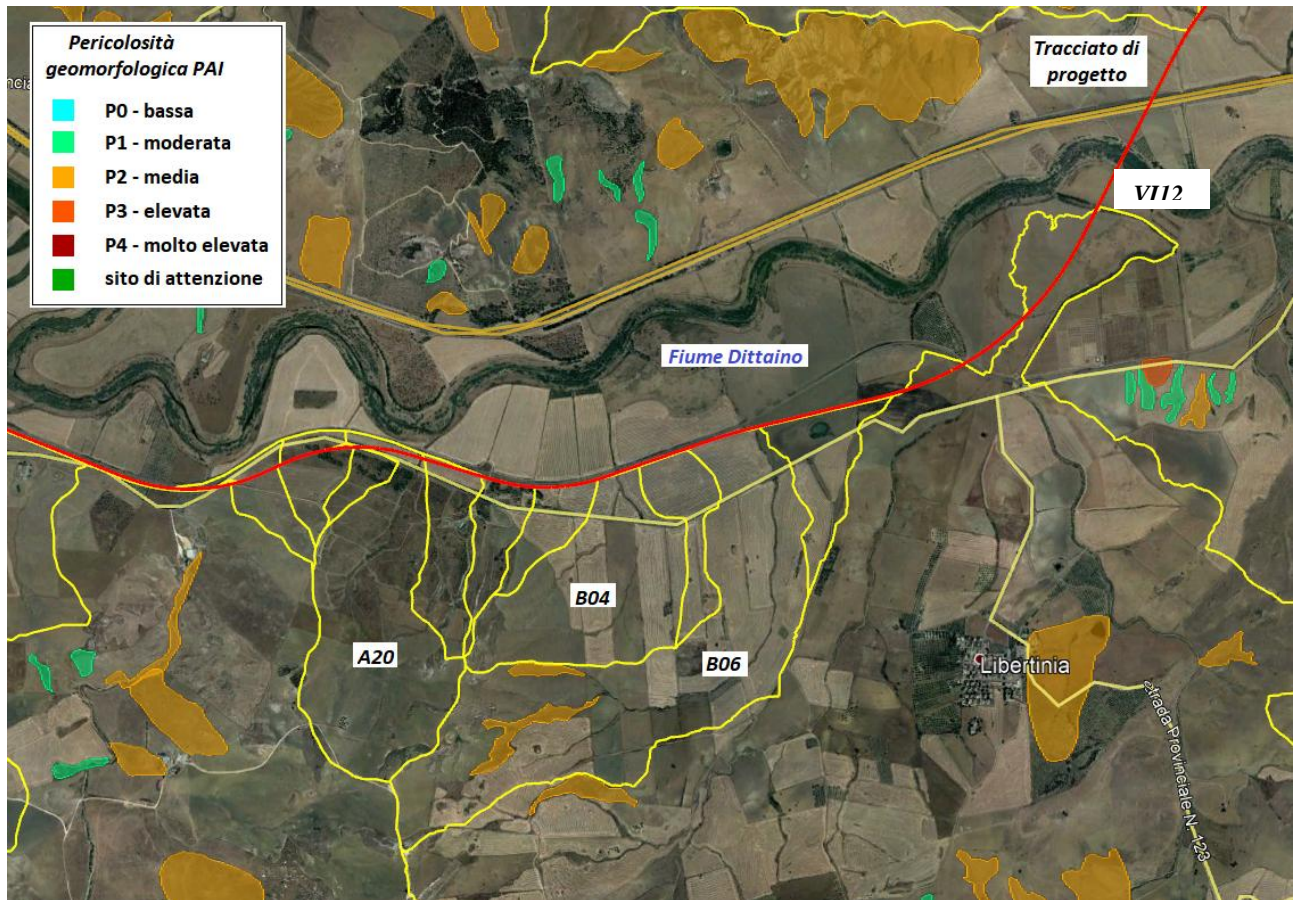 Pericolosità
geomorfologica PAI
P0 - bassa
P1 - moderata
P2 - media
P3 - elevata
P4 - molto elevata
sito di attenzione
Tracciato di
progetto
VI12
Fiume Dittaino
B04
A20
B06
Libertinia
Strada Provinciale N. 123